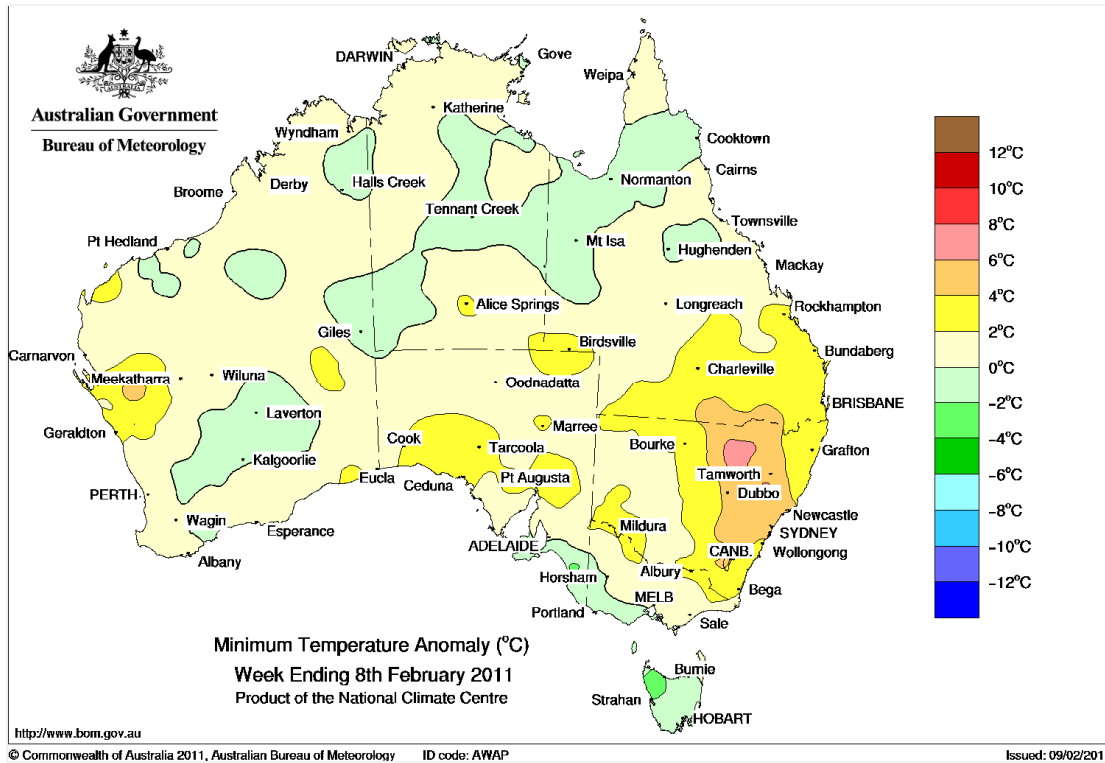 Australian Government
Bureau of Meteorology
DARWIN
Gove
Weipa
Katherine
Wyndham
Cooktown
Cairns
Broome
Derby
Halls Creek
Normanton
Tennant Creek
Townsville
Pt Hedland
Mt Isa
Hughenden
Mackay
Alice Springs
Longreach
Rockhampton
Giles
Birdsville
Carnarvon
Bundaberg
Meekatharra
Wiluna
Oodnadatta
Charleville
Laverton
BRISBANE
Geraldton
Marree
Cook
Tarcoola
Bourke
Grafton
Kalgoorlie
Eucla
Ceduna
Pt Augusta
Tamworth
PERTH
Dubbo
Wagin
Esperance
Mildura
Newcastle
SYDNEY
ADELAIDE
CANB.
Wollongong
Albany
Horsham
Albury
Bega
MELB
Portland
Sale
Burnie
Strahan
HOBART
12°C
10°C
8°C
6°C
4°C
2°C
0°C
-2°C
-4°C
-6°C
-8°C
-10°C
-12°C
Minimum Temperature Anomaly (°C)
Week Ending 8th February 2011
Product of the National Climate Centre
http://www.bom.gov.au
© Commonwealth of Australia 2011, Australian Bureau of Meteorology ID code: AWAP Issued: 09/02/201